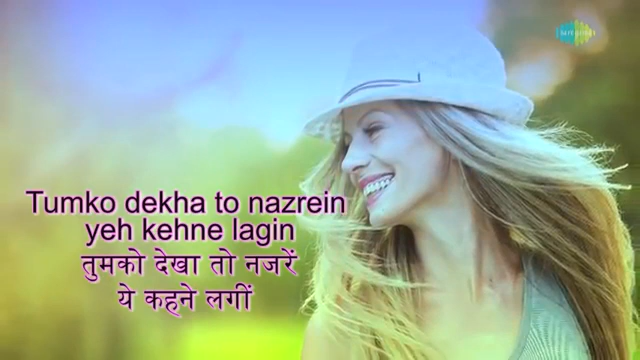 Tumko dekha to nazrein
yeh kehne lagin
तुमको देखा तो नजरें
ये कहने लगीं